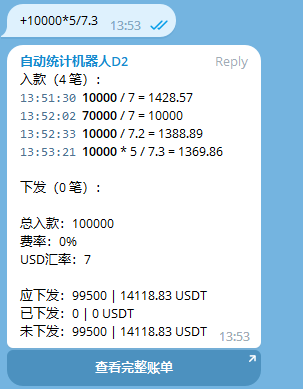 +10000*5/7.3
13:53
自动统计机器人D2 Reply
入款（4 笔）：
13:51:30 10000 / 7 = 1428.57
13:52:02 70000 / 7 = 10000
13:52:33 10000 / 7.2 = 1388.89
13:53:21 10000 * 5 / 7.3 = 1369.86
下发（0 笔）：
总入款：100000
费率：0%
USD汇率：7
应下发：99500 | 14118.83 USDT
已下发：0 | 0 USDT
未下发：99500 | 14118.83 USDT
13:53
查看完整账单